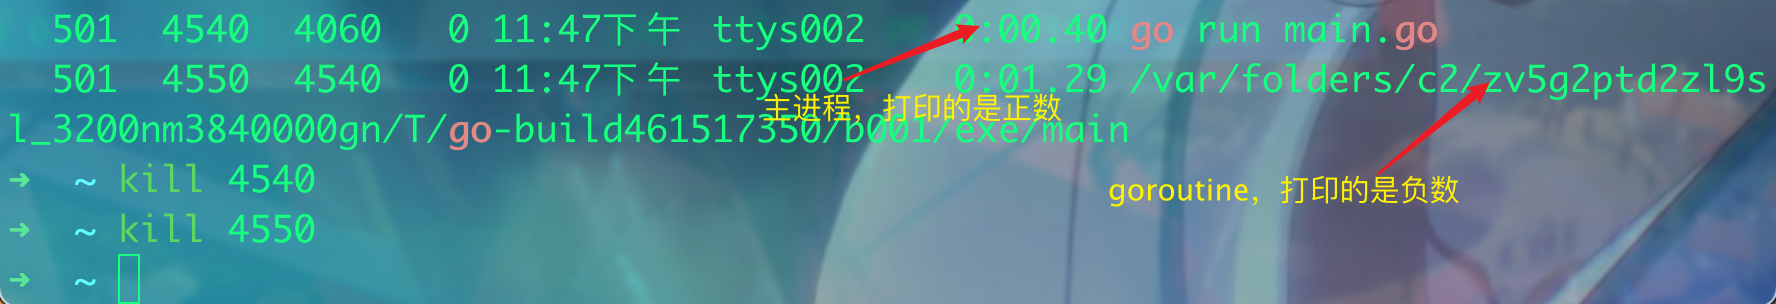 501 4540 4060 0 11:47下午 ttys002 0:00.40 go run main.go
501 4550 4540 0 11:47下午 ttys002 0:01.29 /var/folders/c2/zv5g2ptd2zl9s
主进程，打印的是正数
l_3200nm3840000gn/T/go-build461517350/b001/exe/main
→ ~ kill 4540
goroutine，打印的是负数
→ ~ kill 4550
→ ~